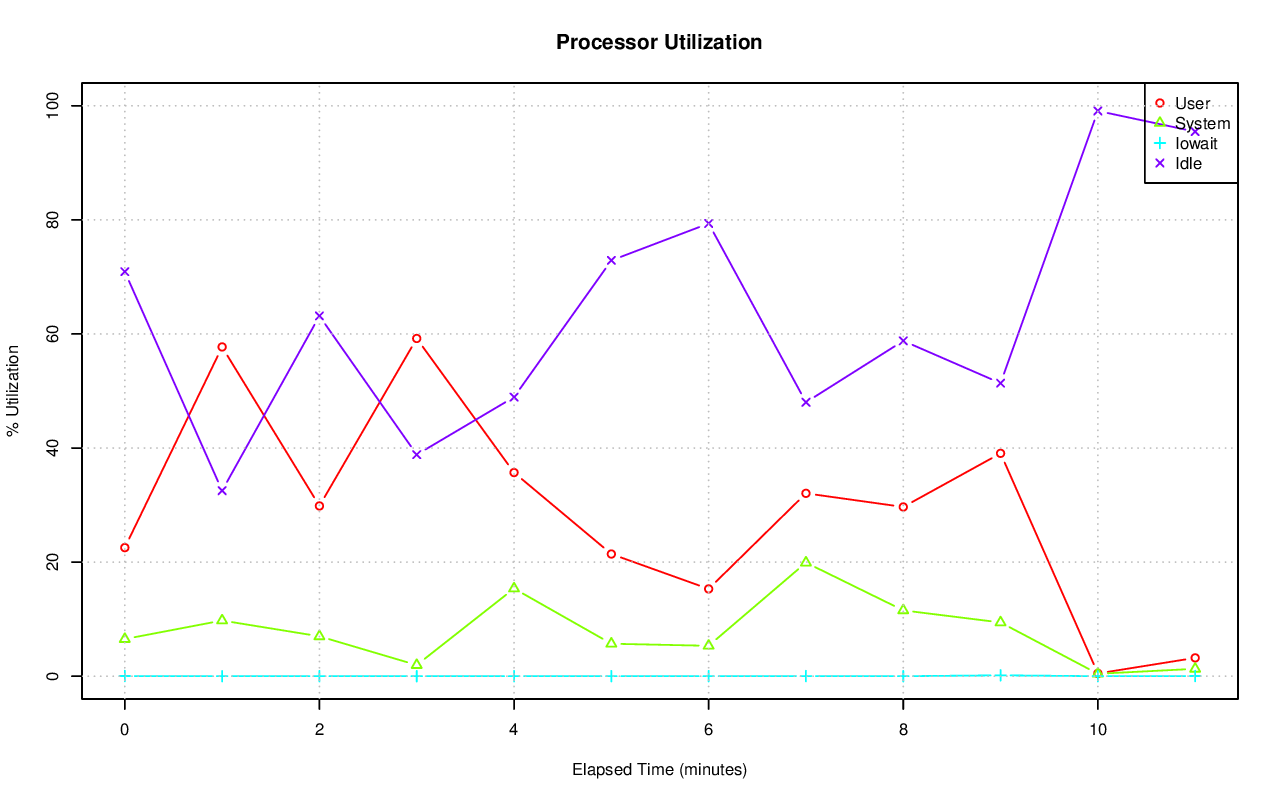 Processor Utilization
User
System
Iowait
Idle
% Utilization
100
80
60
40
20
0
0 2 4 6 8 10
Elapsed Time (minutes)